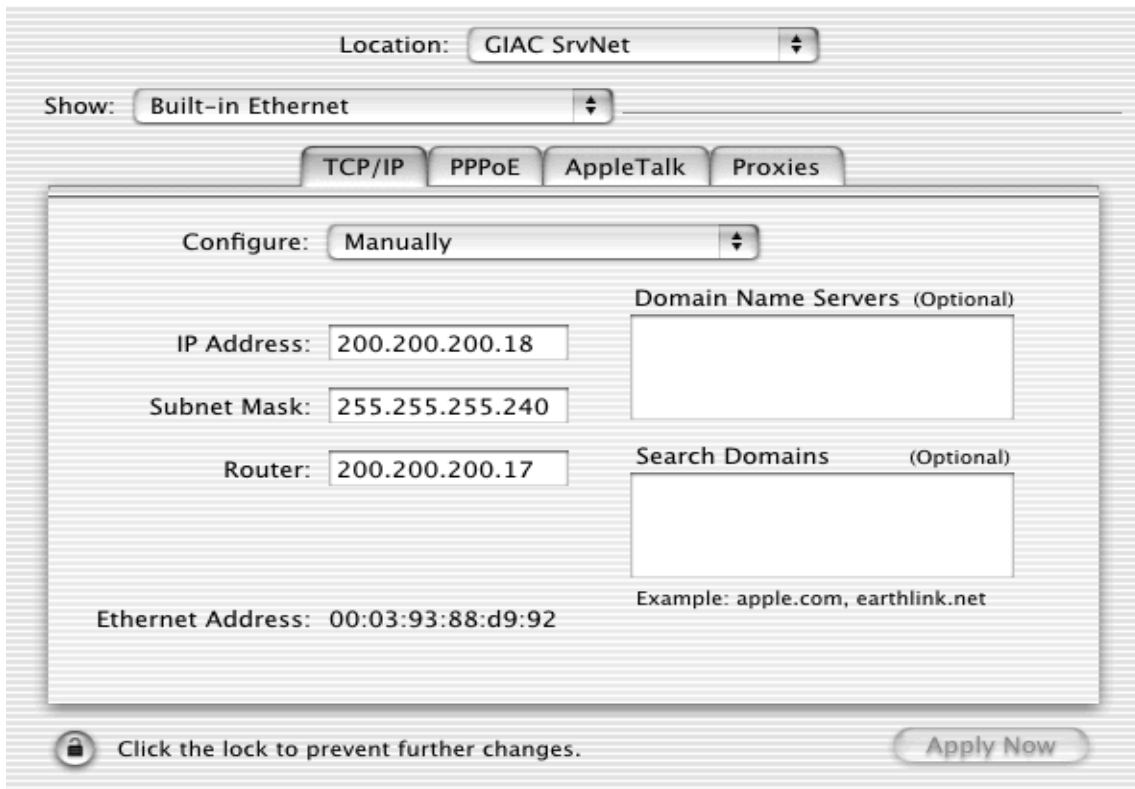 Location: GIAC SrvNet
Show: Built-in Ethernet
TCP/IP PPPoE AppleTalk Proxies
Configure: Manually
Domain Name Servers (Optional)
IP Address: 200.200.200.18
Subnet Mask: 255.255.255.240
Router: 200.200.200.17
Search Domains (Optional)
Example: apple.com, earthlink.net
Ethernet Address: 00:03:93:88:d9:92
Click the lock to prevent further changes.
Apply Now